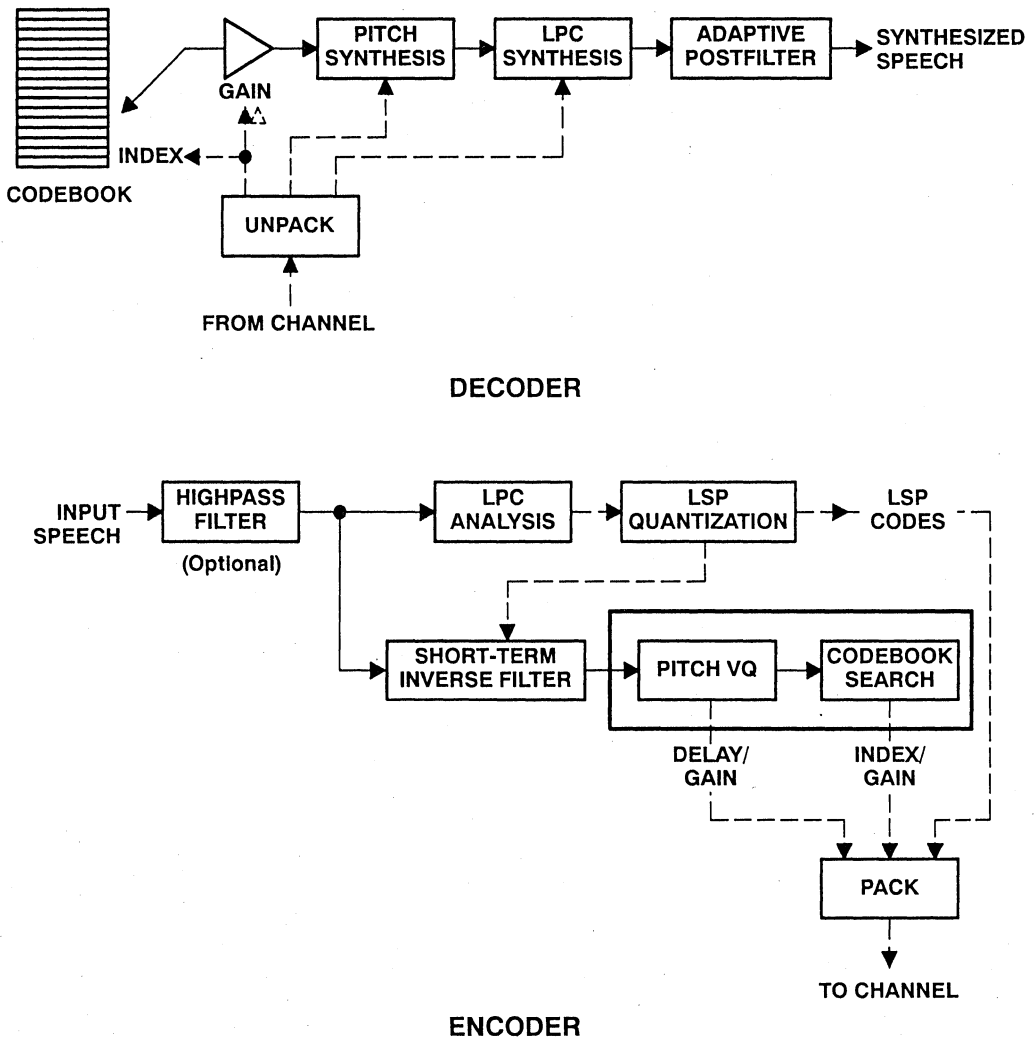 PITCH
SYNTHESIS
LPC
SYNTHESIS
ADAPTIVE
POSTFILTER
SYNTHESIZED
SPEECH
GAIN
INDEX
CODEBOOK
UNPACK
FROM CHANNEL
DECODER
INPUT
SPEECH
HIGHPASS
FILTER
(Optional)
LPC
ANALYSIS
LSP
QUANTIZATION
LSP
CODES
SHORT-TERM
INVERSE FILTER
PITCH VQ
CODEBOOK
SEARCH
DELAY/
GAIN
INDEX/
GAIN
PACK
TO CHANNEL
ENCODER